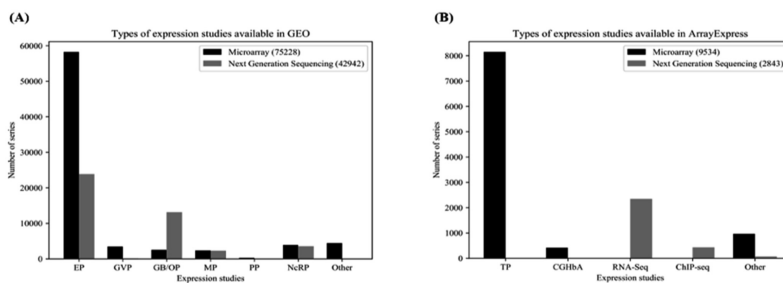 (A)
Types of expression studies available in GEO
Microarray (75228)
Next Generation Sequencing (42942)
Number of series
60000
50000
40000
30000
20000
10000
0
EP GVP GB/OP MP PP NcRP Other
Expression studies
(B)
Types of expression studies available in ArrayExpress
Microarray (9534)
Next Generation Sequencing (2843)
Number of series
8000
7000
6000
5000
4000
3000
2000
1000
0
TP CGHbA RNA-Seq ChIP-seq Other
Expression studies